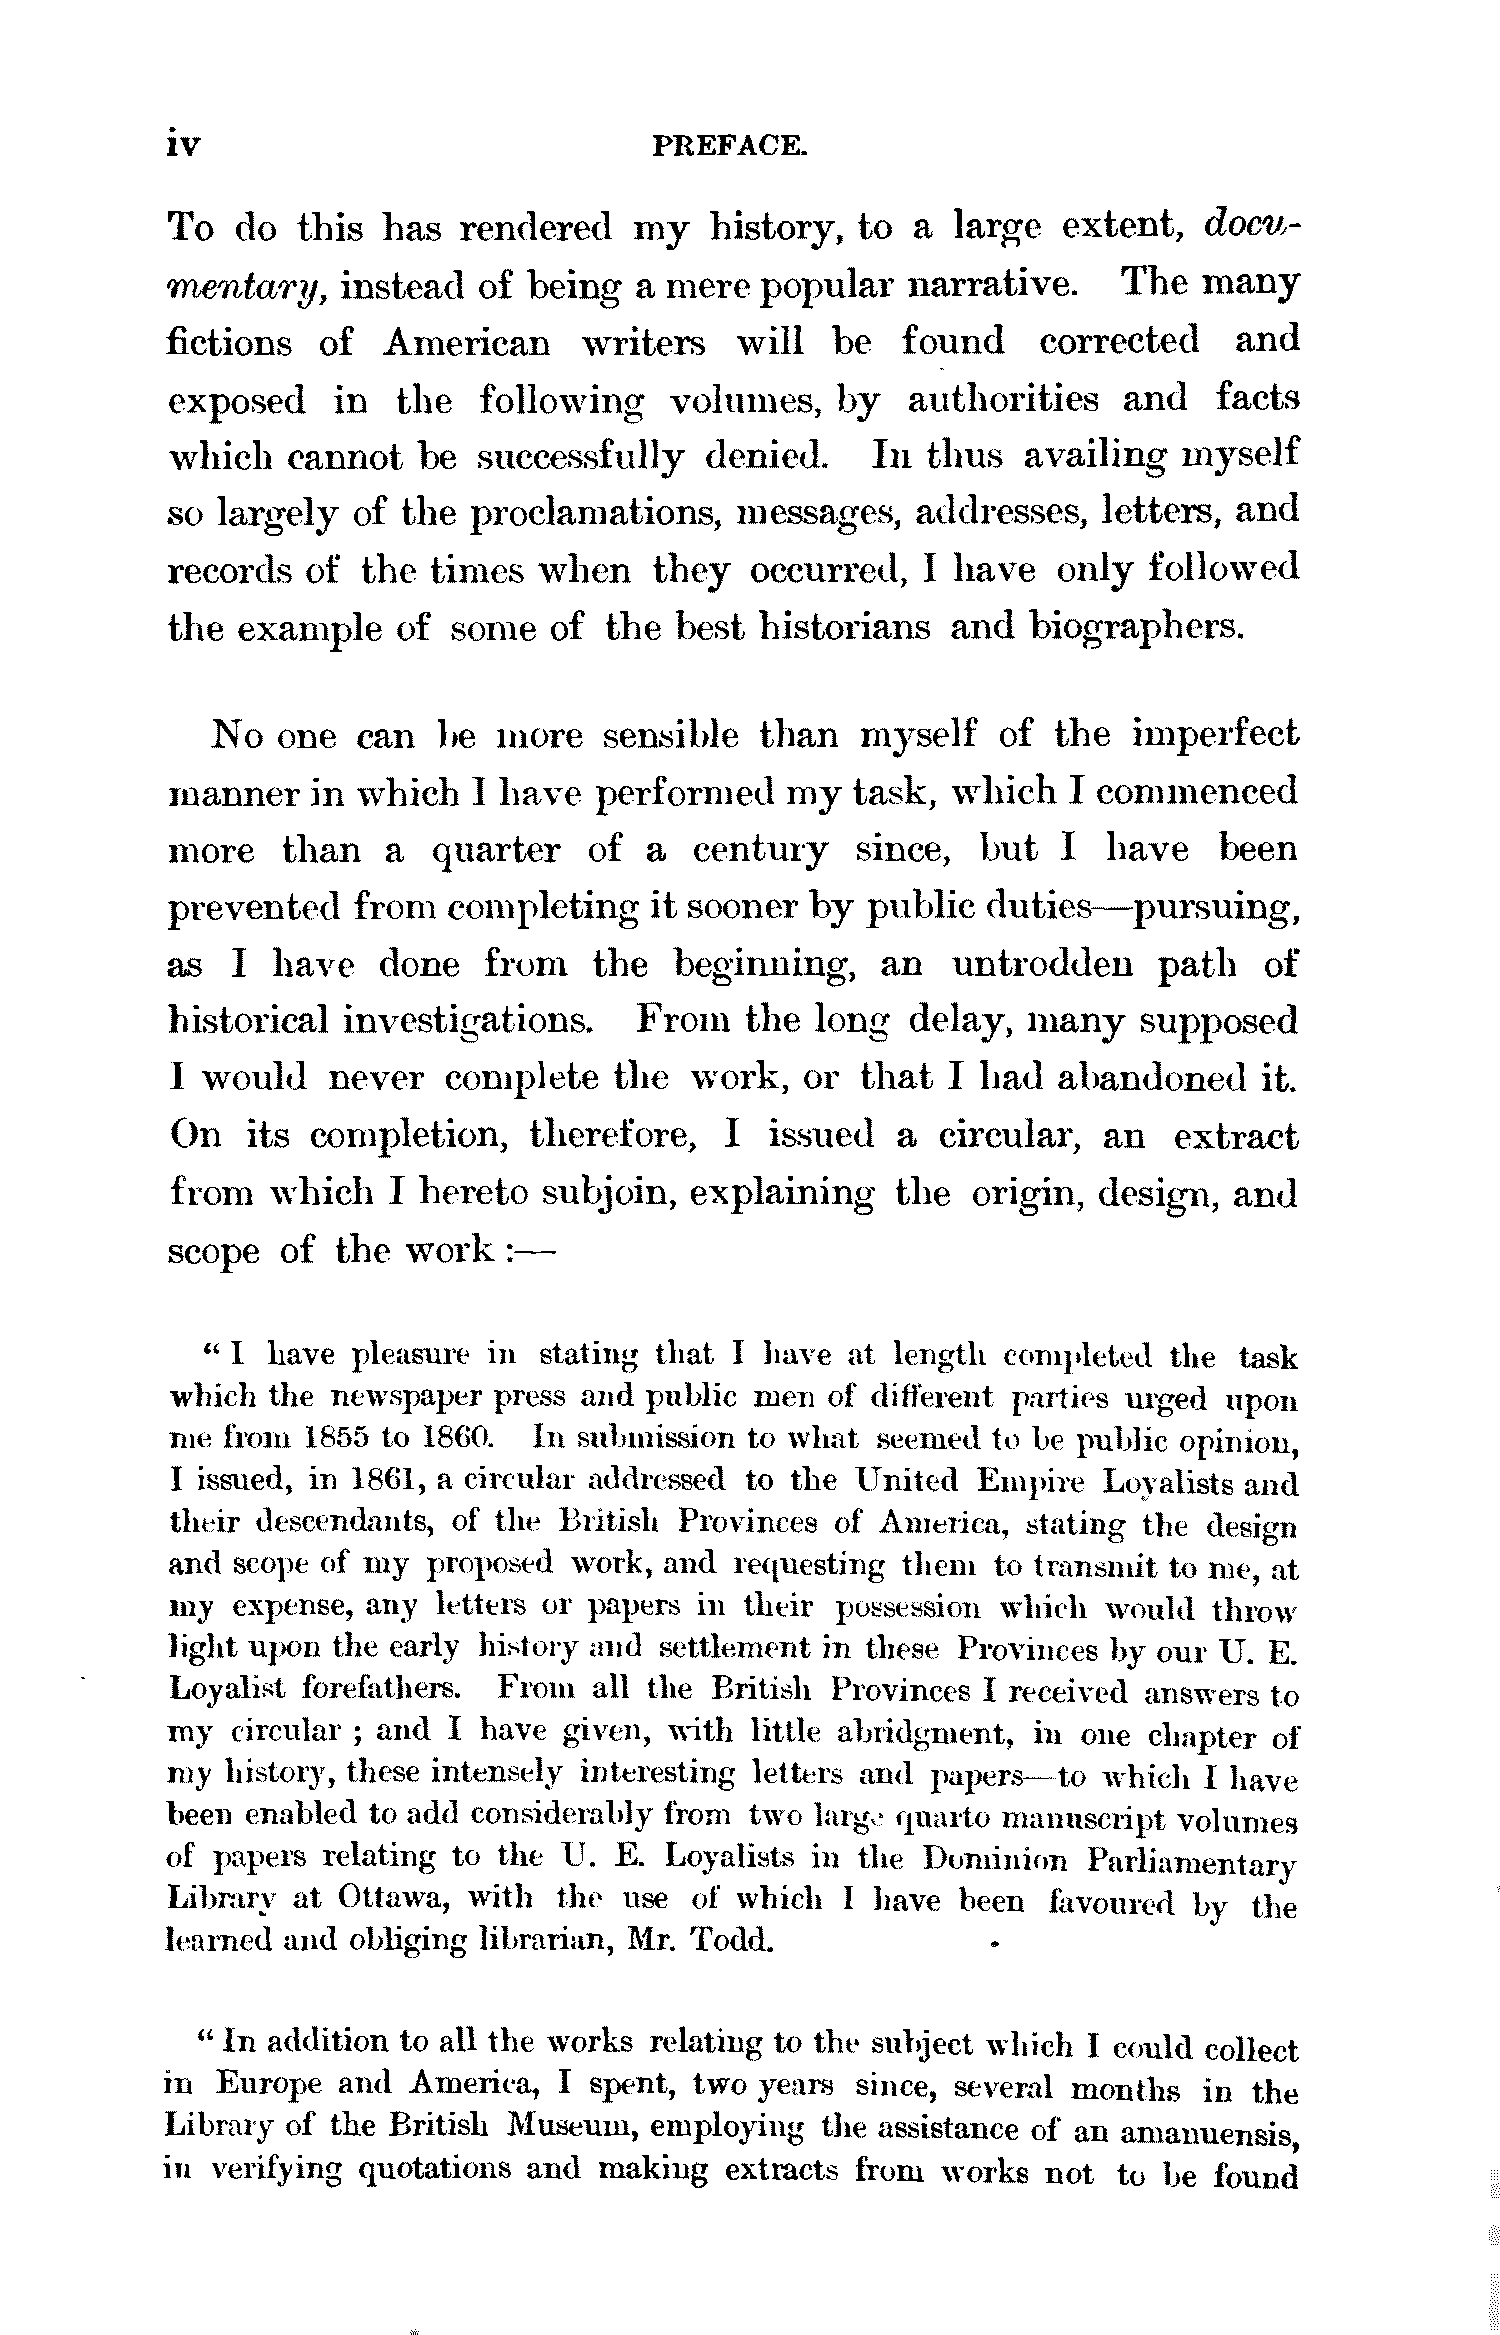 iv PREFACE.
To do this has rendered my history, to a large extent, docu-
mentary, instead of being a mere popular narrative. The many
fictions of American writers will be found corrected and
exposed in the following volumes, by authorities and facts
which cannot be successfully denied. In thus availing myself
so largely of the proclamations, messages, addresses, letters, and
records of the times when they occurred, I have only followed
the example of some of the best historians and biographers.
No one can be more sensible than myself of the imperfect
manner in which I have performed my task, which I commenced
more than a quarter of a century since, but I have been
prevented from completing it sooner by public duties—pursuing,
as I have done from the beginning, an untrodden path of
historical investigations. From the long delay, many supposed
I would never complete the work, or that I had abandoned it.
On its completion, therefore, I issued a circular, an extract
from which I hereto subjoin, explaining the origin, design, and
scope of the work :—
" I have pleasure in stating that I have at length completed the task
which the newspaper press and public men of different parties urged upon
me from 1855 to 1860. In submission to what seemed to be public opinion,
I issued, in 1861, a circular addressed to the United Empire Loyalists and
their descendants, of the British Provinces of America, stating the design
and scope of my proposed work, and requesting them to transmit to me, at
my expense, any letters or papers in their possession which would throw
light upon the early history and settlement in these Provinces by our U. E.
Loyalist forefathers. From all the British Provinces I received answers to
my circular ; and I have given, with little abridgment, in one chapter of
my history, these intensely interesting letters and papers—to which I have
been enabled to add considerably from two large quarto manuscript volumes
of papers relating to the U. E. Loyalists in the Dominion Parliamentary
Library at Ottawa, with the use of which I have been favoured by the
learned and obliging librarian, Mr. Todd.
" In addition to all the works relating to the subject which I could collect
in Europe and America, I spent, two years since, several months in the
Library of the British Museum, employing the assistance of an amanuensis,
in verifying quotations and making extracts from works not to be found